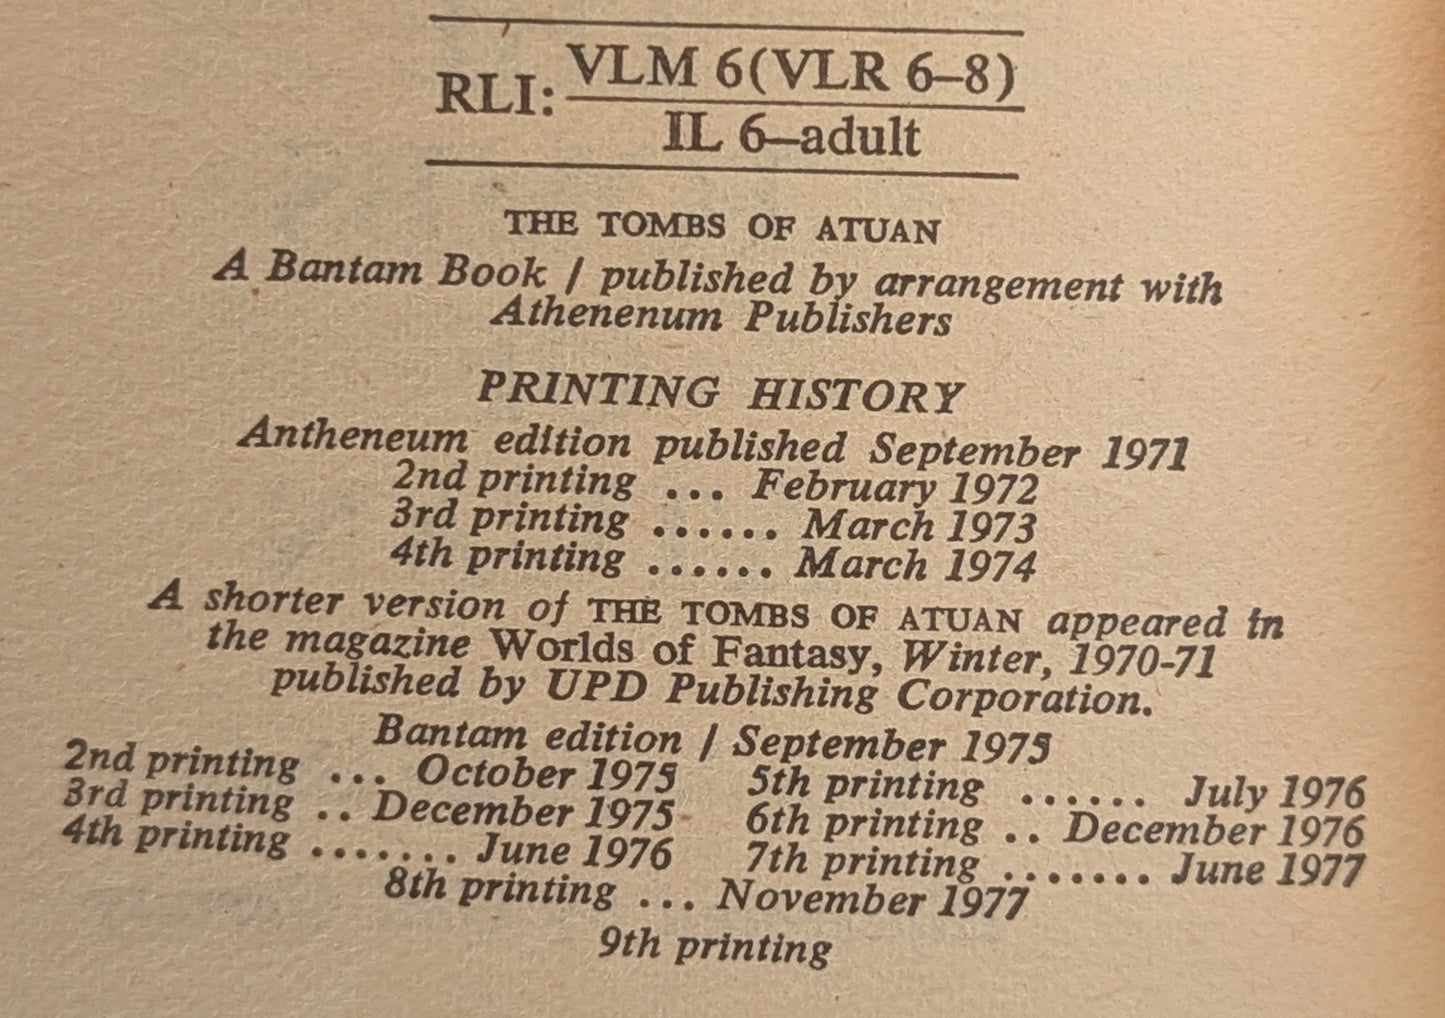 RLI: VLM 6(VLR 6–8)
IL 6–adult
THE TOMBS OF ATUAN
A Bantam Book / published by arrangement with
Athenenum Publishers
PRINTING HISTORY
Antheneum edition published September 1971
2nd printing ... February 1972
3rd printing ...... March 1973
4th printing ...... March 1974
A shorter version of THE TOMBS OF ATUAN appeared in
the magazine Worlds of Fantasy, Winter, 1970-71
published by UPD Publishing Corporation.
Bantam edition / September 1975
2nd printing ... October 1975
3rd printing .. December 1975
4th printing ....... June 1976
5th printing ...... July 1976
6th printing .. December 1976
7th printing ....... June 1977
8th printing ... November 1977
9th printing